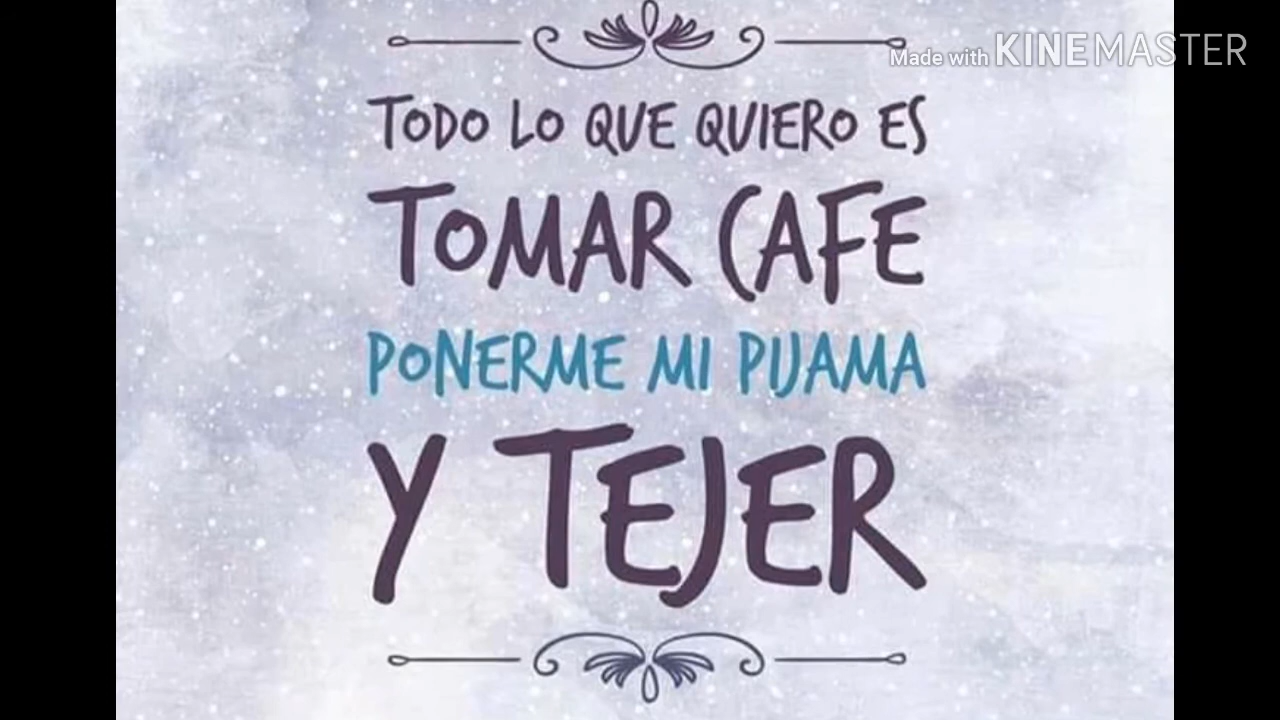 Made with KINEMASTER
TODO LO QUE QUIERO ES
TOMAR CAFE
PONERME MI PIJAMA
Y TEJER